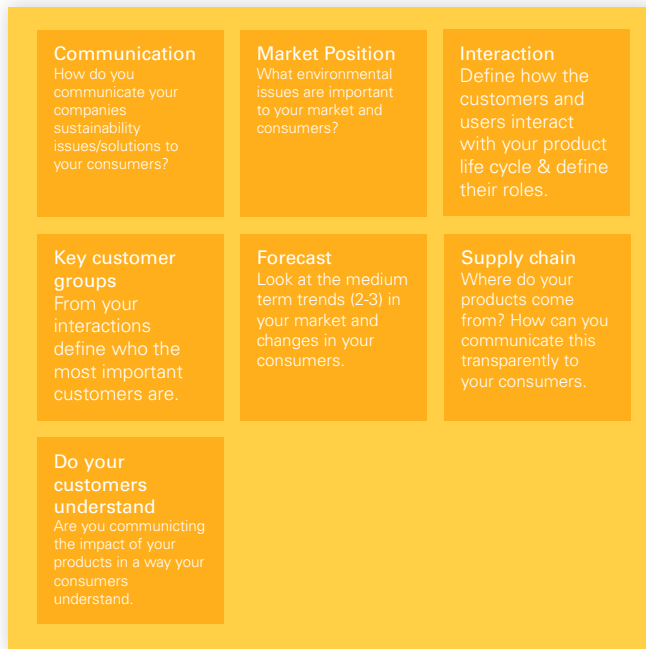 Communication
How do you
communicate your
companies
sustainability
issues/solutions to
your consumers?
Market Position
What environmental
issues are important
to your market and
consumers?
Interaction
Define how the
customers and
users interact
with your product
life cycle & define
their roles.
Key customer
groups
From your
interactions
define who the
most important
customers are.
Forecast
Look at the medium
term trends (2-3) in
your market and
changes in your
consumers.
Supply chain
Where do your
products come
from? How can you
communicate this
transparently to
your consumers.
Do your
customers
understand
Are you communicting
the impact of your
products in a way your
consumers
understand.